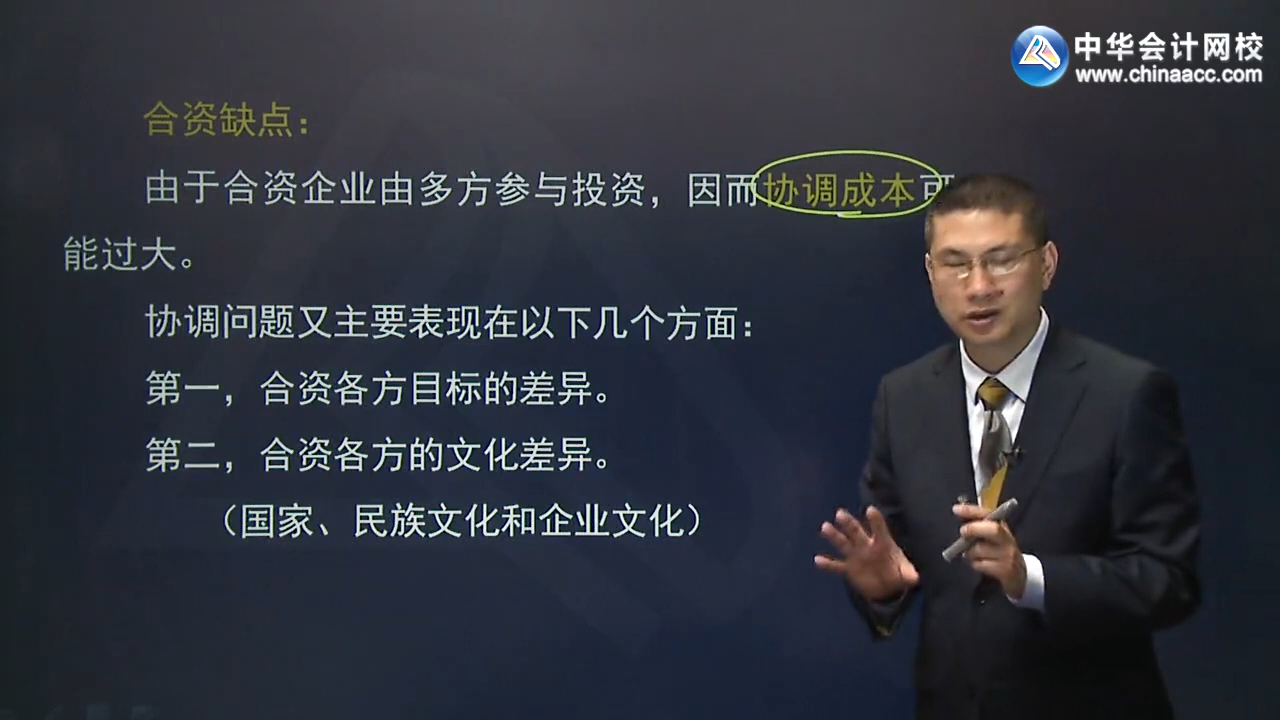 中华会计网校
www.chinaacc.com
合资缺点：
由于合资企业由多方参与投资，因而协调成本可
能过大。
协调问题又主要表现在以下几个方面：
第一，合资各方目标的差异。
第二，合资各方的文化差异。
（国家、民族文化和企业文化）